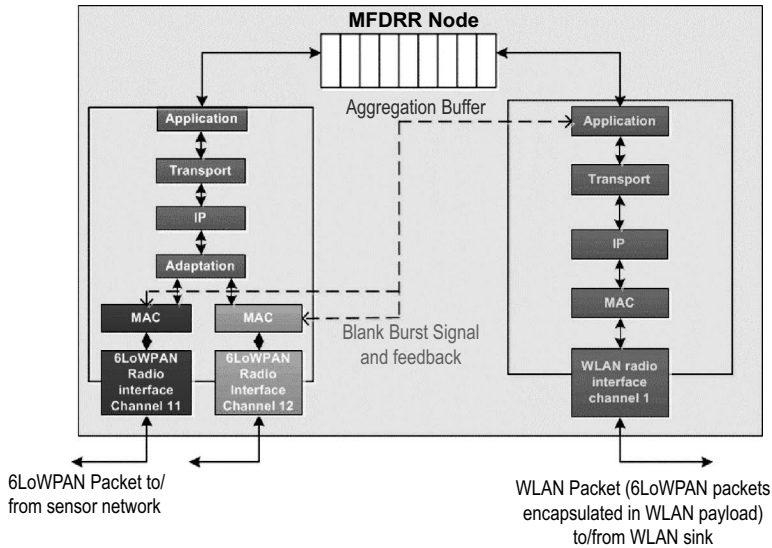 MFDRR Node
Aggregation Buffer
Application
Transport
IP
Adaptation
MAC
MAC
6LoWPAN
Radio
interface
Channel 11
6LoWPAN
Radio
Interface
Channel 12
Blank Burst Signal
and feedback
Application
Transport
IP
MAC
WLAN radio
interface
channel 1
6LoWPAN Packet to/
from sensor network
WLAN Packet (6LoWPAN packets
encapsulated in WLAN payload)
to/from WLAN sink